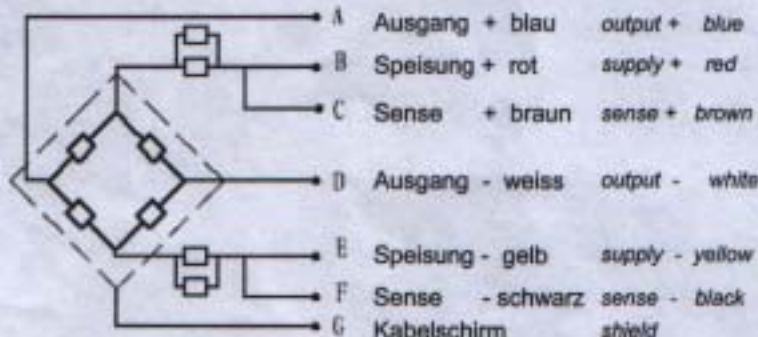 A Ausgang + blau output + blue
B Speisung + rot supply + red
C Sense + braun sense + brown
D Ausgang - weiss output - white
E Speisung - gelb supply - yellow
F Sense - schwarz sense - black
G Kabelschirm shield